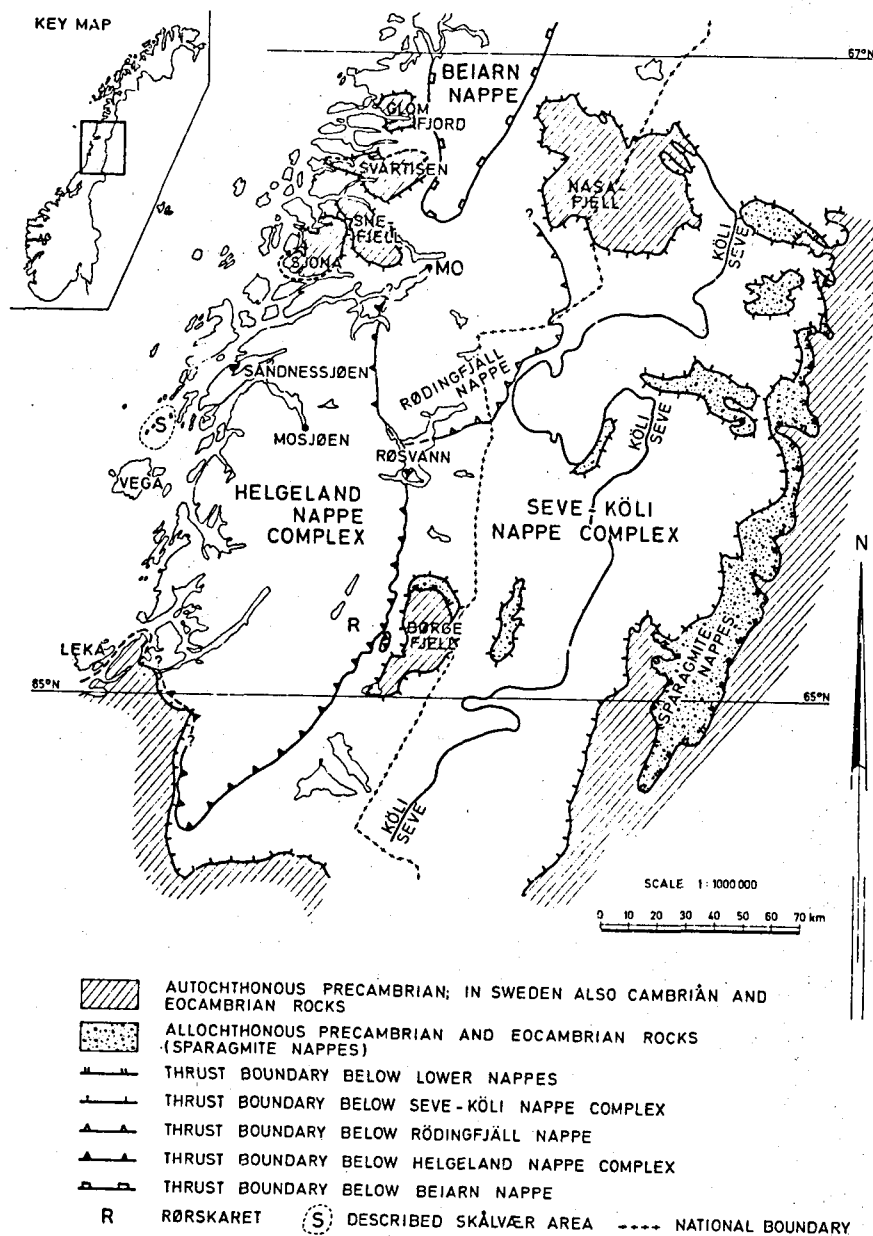 KEY MAP
67°N
BEIARN
NAPPE
GLOM
FJORD
SVARTISEN
NASA-
FJELL
SNE-
FJELL
SJONA
MO
KÖLI
SEVE
SANDNESSJØEN
RØDINGFJÄLL
NAPPE
S
MOSJØEN
KÖLI
SEVE
RØSVANN
VEGA
HELGELAND
NAPPE
COMPLEX
SEVE-KÖLI
NAPPE COMPLEX
N
R
BØRGE
FJELL
LEKA
?
SPARAGMITE NAPPES
65°N
65°N
?
KÖLI
SEVE
SCALE 1:1000000
0 10 20 30 40 50 60 70 km
AUTOCHTHONOUS PRECAMBRIAN; IN SWEDEN ALSO CAMBRIAN AND
EOCAMBRIAN ROCKS
ALLOCHTHONOUS PRECAMBRIAN AND EOCAMBRIAN ROCKS
(SPARAGMITE NAPPES)
THRUST BOUNDARY BELOW LOWER NAPPES
THRUST BOUNDARY BELOW SEVE-KÖLI NAPPE COMPLEX
THRUST BOUNDARY BELOW RÖDINGFJÄLL NAPPE
THRUST BOUNDARY BELOW HELGELAND NAPPE COMPLEX
THRUST BOUNDARY BELOW BEIARN NAPPE
R RØRSKARET S DESCRIBED SKÅLVÆR AREA NATIONAL BOUNDARY